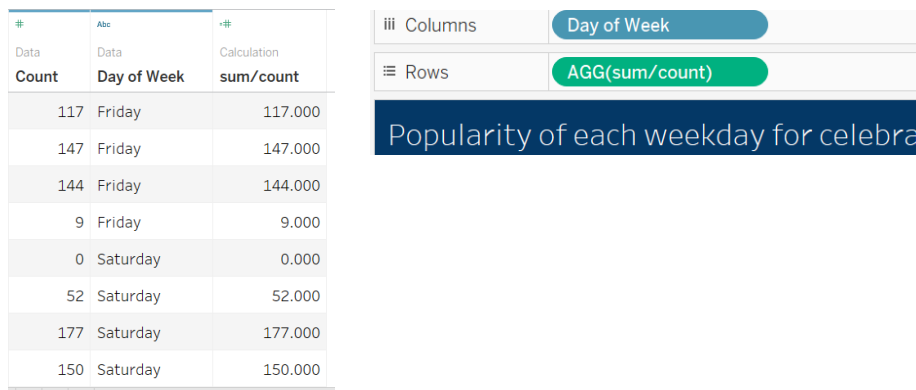 # Abc =#
Data Data Calculation
Count Day of Week sum/count
117 Friday 117.000
147 Friday 147.000
144 Friday 144.000
9 Friday 9.000
0 Saturday 0.000
52 Saturday 52.000
177 Saturday 177.000
150 Saturday 150.000
iii Columns Day of Week
Rows AGG(sum/count)
Popularity of each weekday for celebra